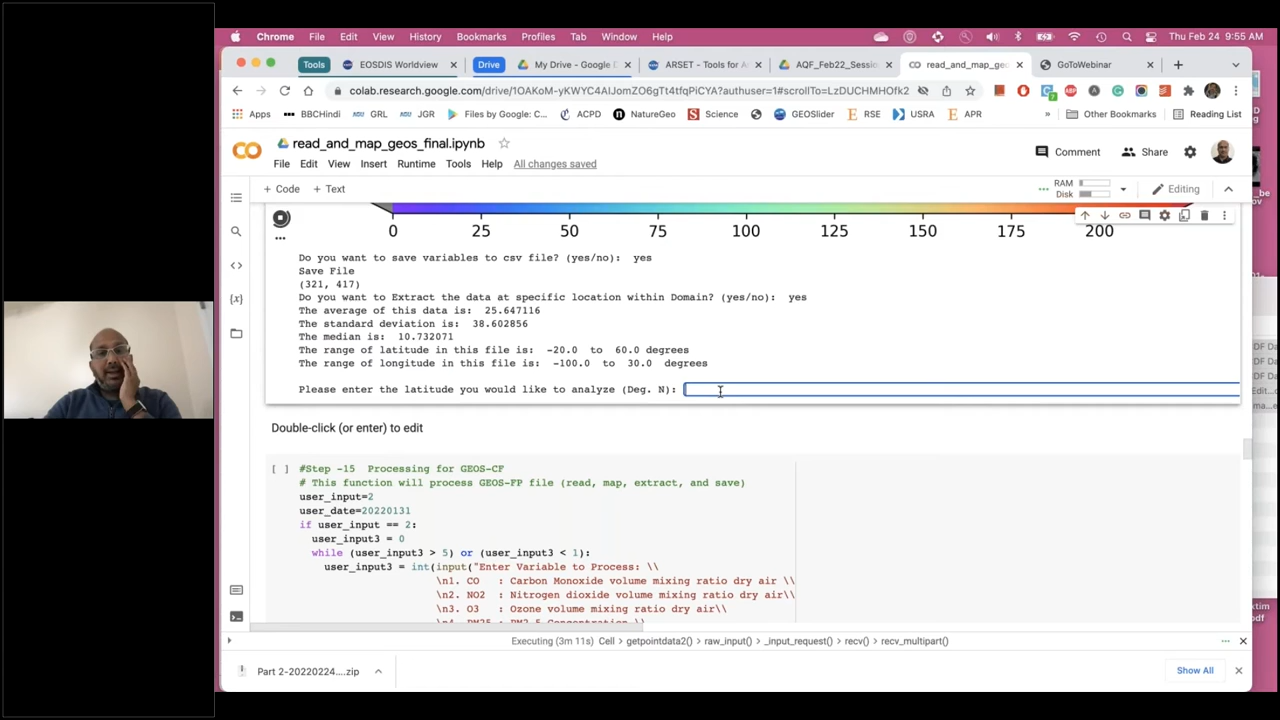 Chrome File Edit View History Bookmarks Profiles Tab Window Help Thu Feb 24 9:55 AM
Tools EOSDIS Worldview Drive My Drive - Google D ARSET - Tools for A AQF_Feb22_Sessio read_and_map_geo GoToWebinar
colab.research.google.com/drive/1OAKoM-yKWYC4AIJomZO6gTt4tfqPiCYA?authuser=1#scrollTo=LzDUCHMHOfk2
Apps BBCHindi GRL JGR Files by Google: C... ACPD NatureGeo Science GEOSlider RSE USRA APR » Other Bookmarks Reading List
read_and_map_geos_final.ipynb
Comment Share
File Edit View Insert Runtime Tools Help All changes saved
+ Code + Text RAM Disk Editing
0 25 50 75 100 125 150 175 200
Do you want to save variables to csv file? (yes/no): yes
Save File
(321, 417)
Do you want to Extract the data at specific location within Domain? (yes/no): yes
The average of this data is: 25.647116
The standard deviation is: 38.602856
The median is: 10.732071
The range of latitude in this file is: -20.0 to 60.0 degrees
The range of longitude in this file is: -100.0 to 30.0 degrees
Please enter the latitude you would like to analyze (Deg. N):
Double-click (or enter) to edit
[ ] #Step -15 Processing for GEOS-CF
# This function will process GEOS-FP file (read, map, extract, and save)
user_input=2
user_date=20220131
if user_input == 2:
user_input3 = 0
while (user_input3 > 5) or (user_input3 < 1):
user_input3 = int(input("Enter Variable to Process: \\
\n1. CO : Carbon Monoxide volume mixing ratio dry air \\
\n2. NO2 : Nitrogen dioxide volume mixing ratio dry air\\
\n3. O3 : Ozone volume mixing ratio dry air\\
Executing (3m 11s) Cell > getpointdata2() > raw_input() > _input_request() > recv() > recv_multipart()
Part 2-20220224....zip Show All